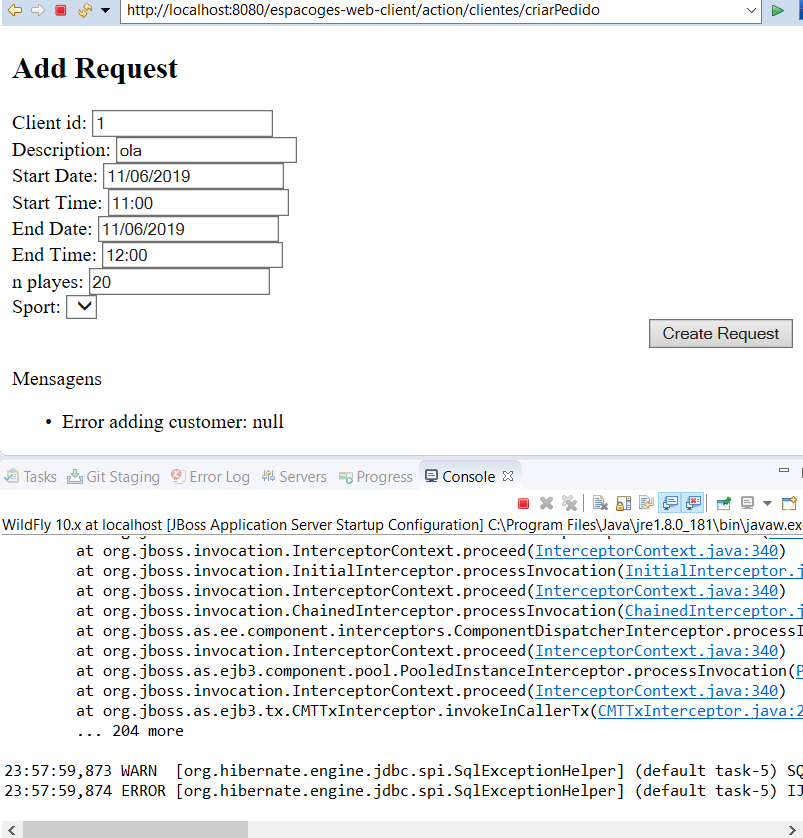 http://localhost:8080/espacoges-web-client/action/clientes/criarPedido
Add Request
Client id: 1
Description: ola
Start Date: 11/06/2019
Start Time: 11:00
End Date: 11/06/2019
End Time: 12:00
n playes: 20
Sport:
Create Request
Mensagens
• Error adding customer: null
Tasks Git Staging Error Log Servers Progress Console
WildFly 10.x at localhost [JBoss Application Server Startup Configuration] C:\Program Files\Java\jre1.8.0_181\bin\javaw.exe
at org.jboss.invocation.InterceptorContext.proceed(InterceptorContext.java:340)
at org.jboss.invocation.InitialInterceptor.processInvocation(InitialInterceptor.j
at org.jboss.invocation.InterceptorContext.proceed(InterceptorContext.java:340)
at org.jboss.invocation.ChainedInterceptor.processInvocation(ChainedInterceptor.j
at org.jboss.as.ee.component.interceptors.ComponentDispatcherInterceptor.processI
at org.jboss.invocation.InterceptorContext.proceed(InterceptorContext.java:340)
at org.jboss.as.ejb3.component.pool.PooledInstanceInterceptor.processInvocation(P
at org.jboss.invocation.InterceptorContext.proceed(InterceptorContext.java:340)
at org.jboss.as.ejb3.tx.CMTTxInterceptor.invokeInCallerTx(CMTTxInterceptor.java:2
... 204 more
23:57:59,873 WARN [org.hibernate.engine.jdbc.spi.SqlExceptionHelper] (default task-5) SQ
23:57:59,874 ERROR [org.hibernate.engine.jdbc.spi.SqlExceptionHelper] (default task-5) IJ